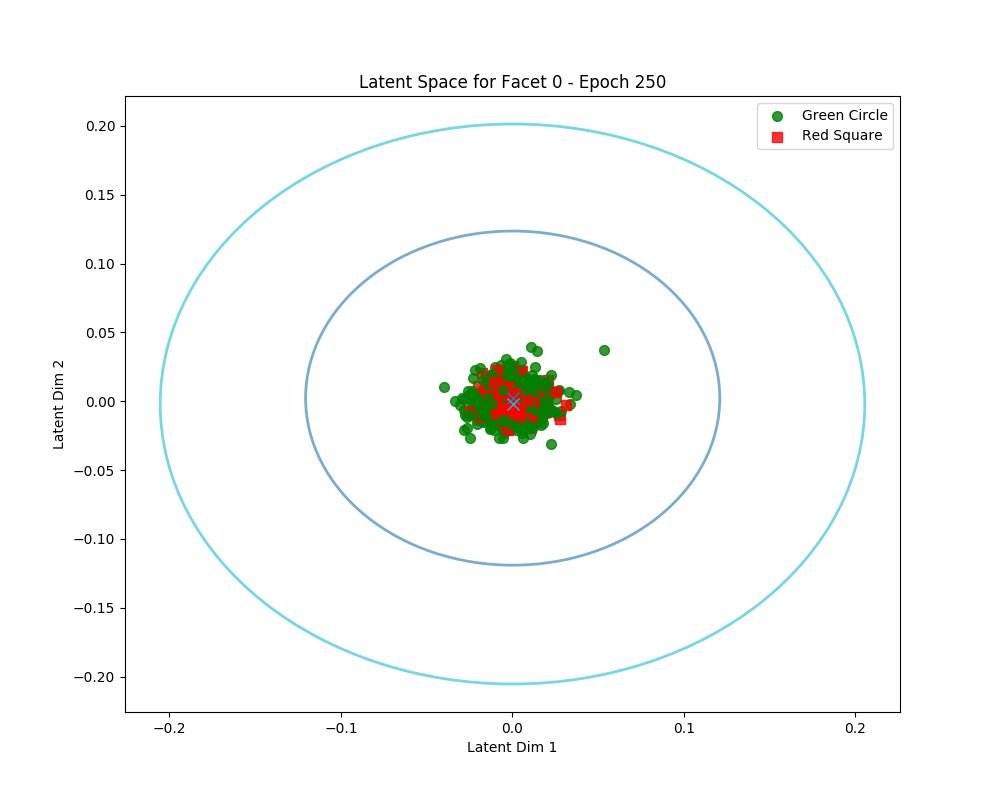 Latent Space for Facet 0 - Epoch 250
Green Circle
Red Square
0.20
0.15
0.10
0.05
0.00
−0.05
−0.10
−0.15
−0.20
Latent Dim 2
−0.2
−0.1
0.0
0.1
0.2
Latent Dim 1